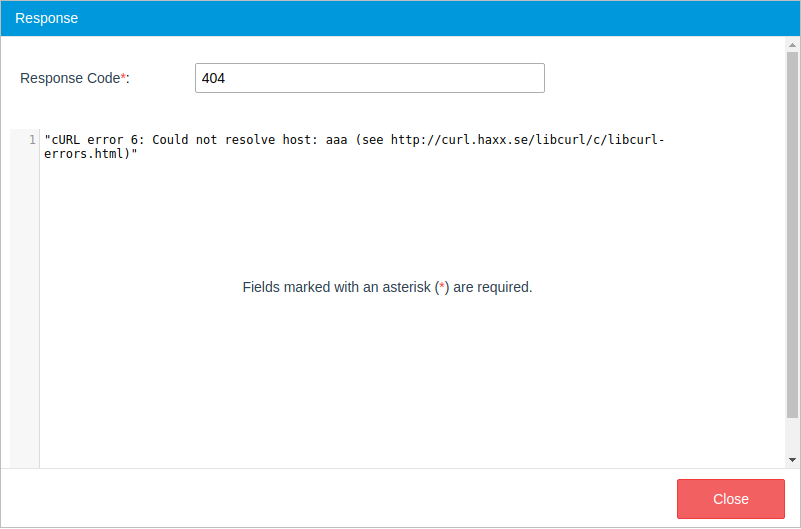 Response
Response Code*:
404
1
"cURL error 6: Could not resolve host: aaa (see http://curl.haxx.se/libcurl/c/libcurl-
errors.html)"
Fields marked with an asterisk (*) are required.
Close